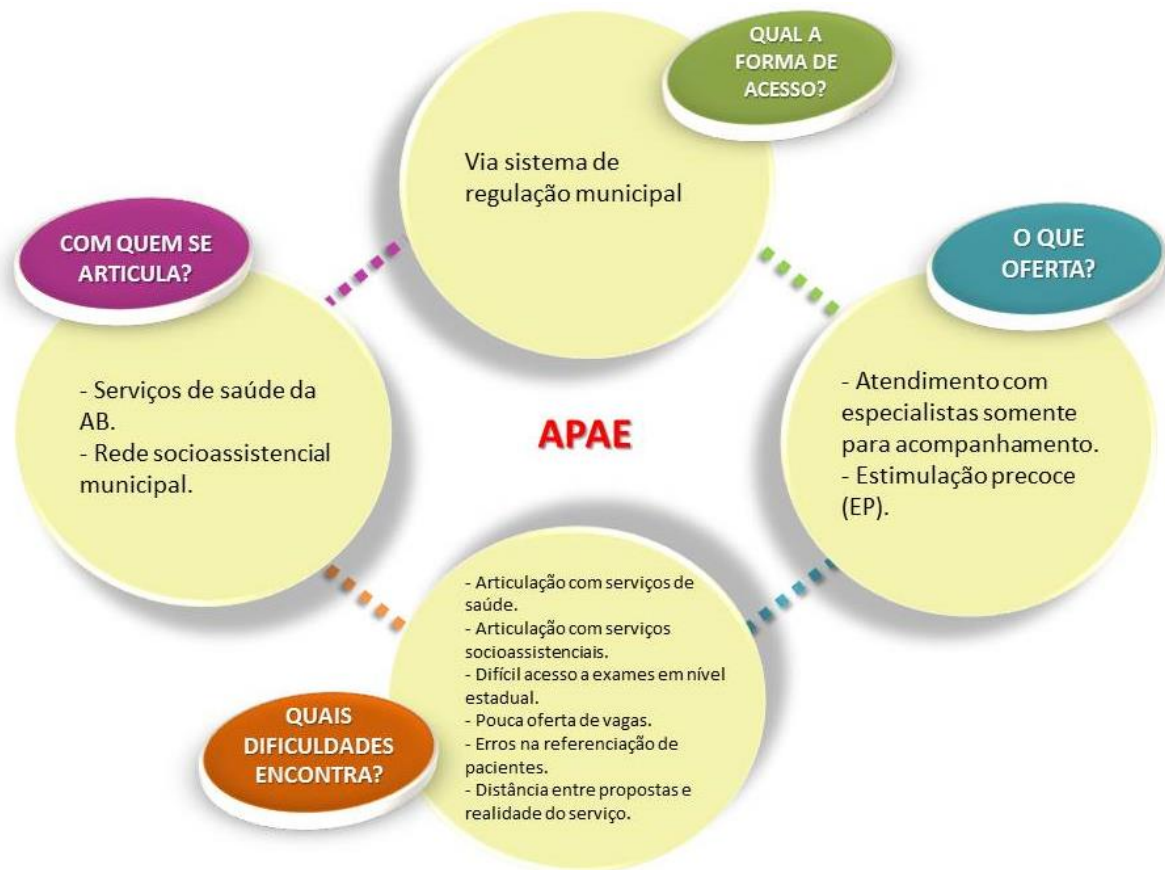 QUAL A
FORMA DE
ACESSO?
Via sistema de
regulação municipal
COM QUEM SE
ARTICULA?
- Serviços de saúde da
AB.
- Rede socioassistencial
municipal.
APAE
O QUE
OFERTA?
- Atendimento com
especialistas somente
para acompanhamento.
- Estimulação precoce
(EP).
QUAIS
DIFICULDADES
ENCONTRA?
- Articulação com serviços de
saúde.
- Articulação com serviços
socioassistenciais.
- Difícil acesso a exames em nível
estadual.
- Pouca oferta de vagas.
- Erros na referenciação de
pacientes.
- Distância entre propostas e
realidade do serviço.